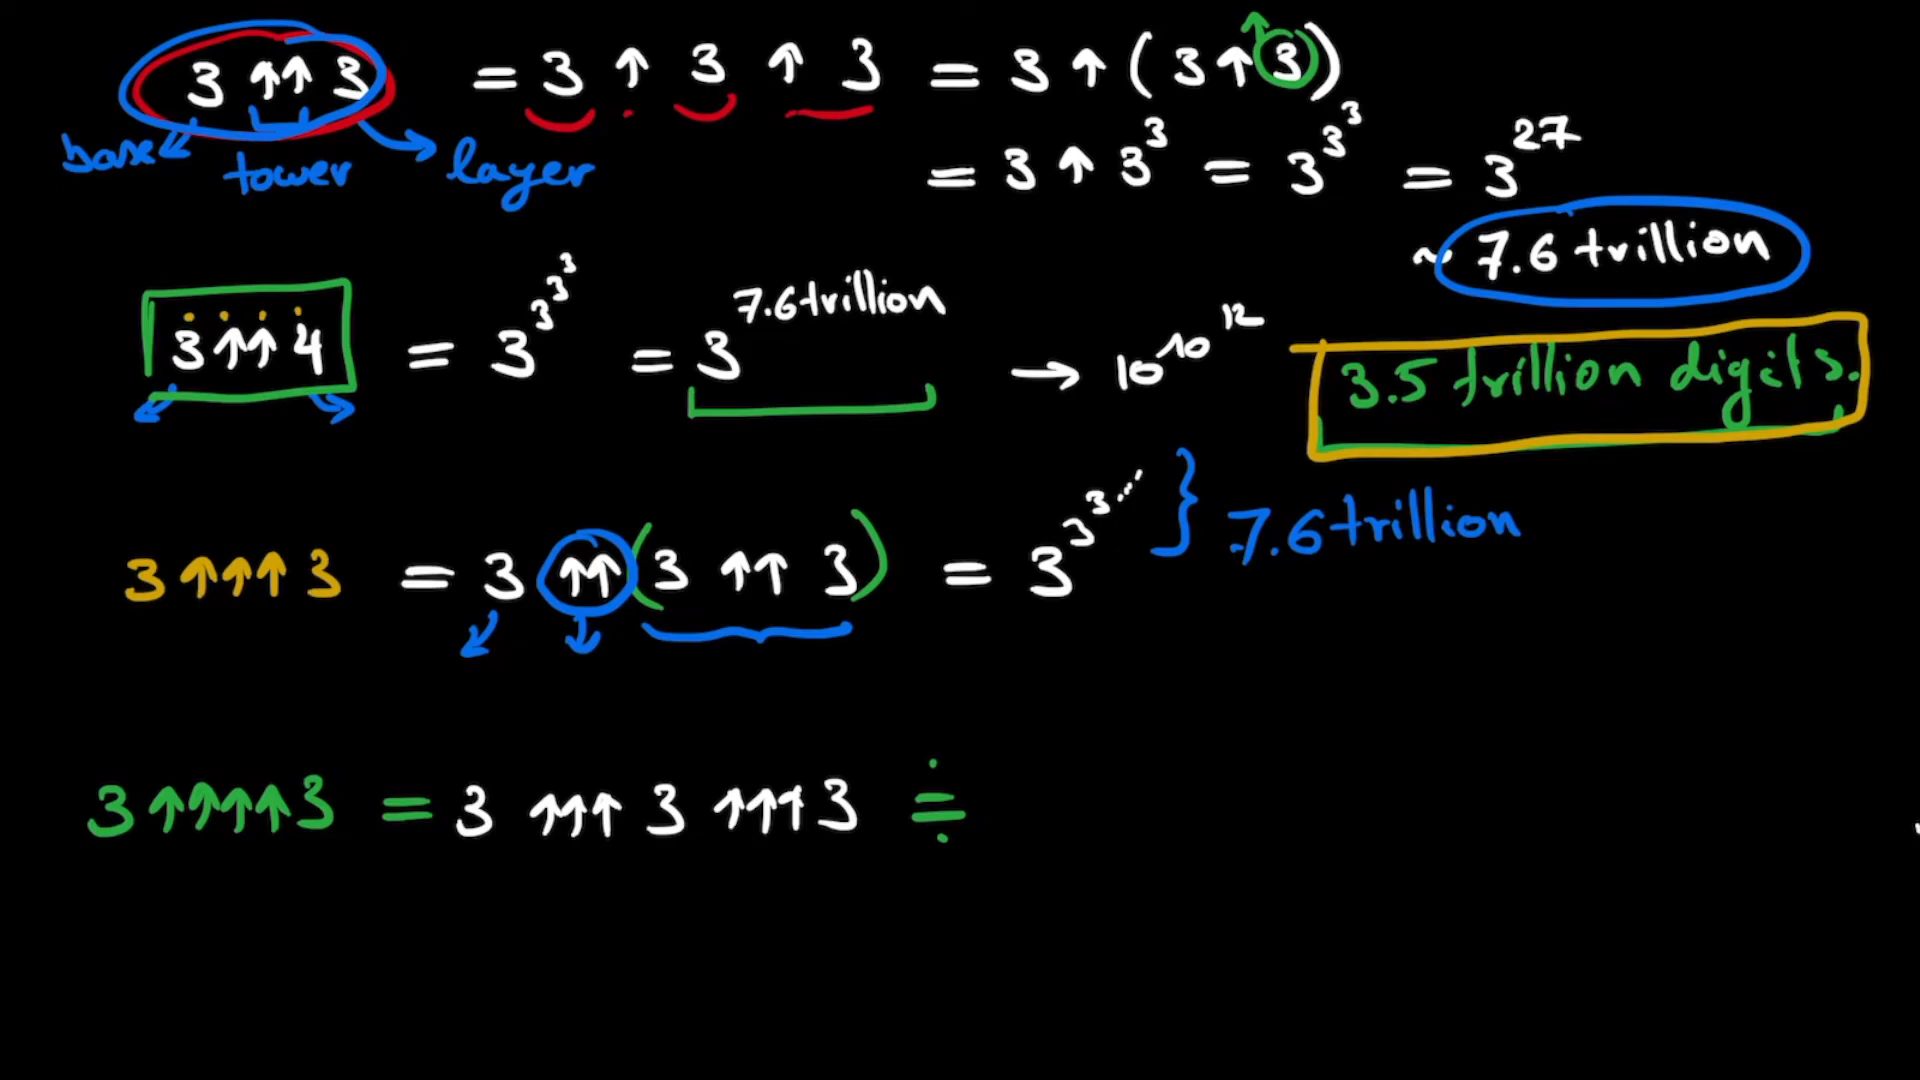 3 ↑↑ 3 = 3 ↑ 3 ↑ 3 = 3 ↑ (3 ↑ 3)
base tower layer
= 3 ↑ 3^3 = 3^3^3 = 3^27
~ 7.6 trillion
3 ↑↑ 4 = 3^3^3^3 = 3^7.6 trillion → 10^10^12
3.5 trillion digits.
3 ↑↑↑ 3 = 3 ↑↑ (3 ↑↑ 3) = 3^3^3^... } 7.6 trillion
3 ↑↑↑↑ 3 = 3 ↑↑↑ 3 ↑↑↑ 3 =